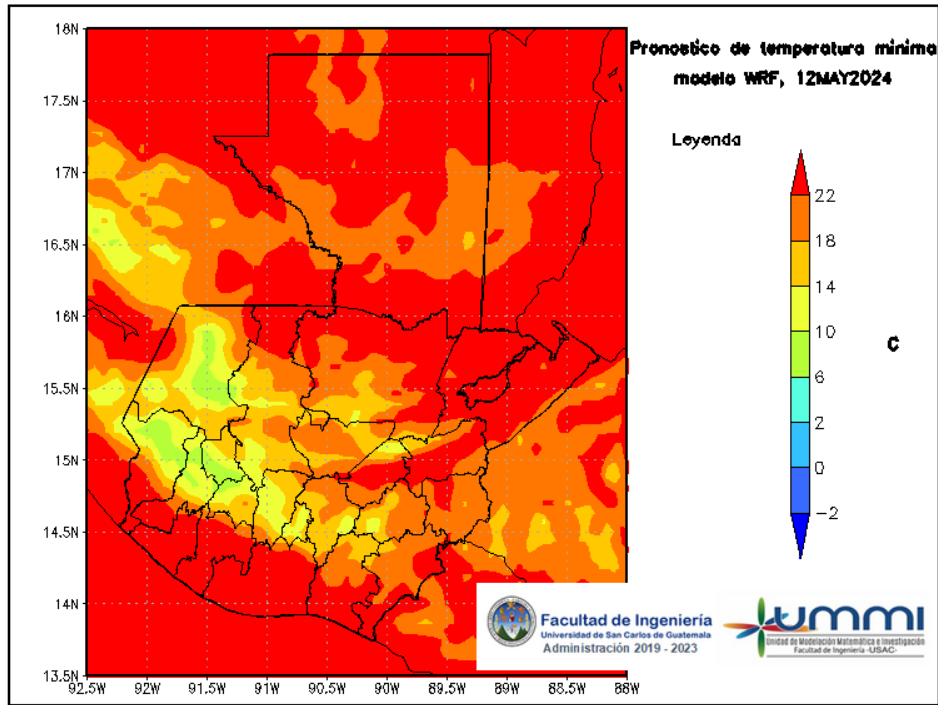 Pronostico de temperatura minima
modelo WRF, 12MAY2024
Leyenda
22
18
14
10
6
2
0
−2
C
18N
17.5N
17N
16.5N
16N
15.5N
15N
14.5N
14N
13.5N
92.5W
92W
91.5W
91W
90.5W
90W
89.5W
89W
88.5W
88W
Facultad de Ingeniería
Universidad de San Carlos de Guatemala
Administración 2019 - 2023
UMMI
Unidad de Modelación Matemática e Investigación
Facultad de Ingeniería -USAC-